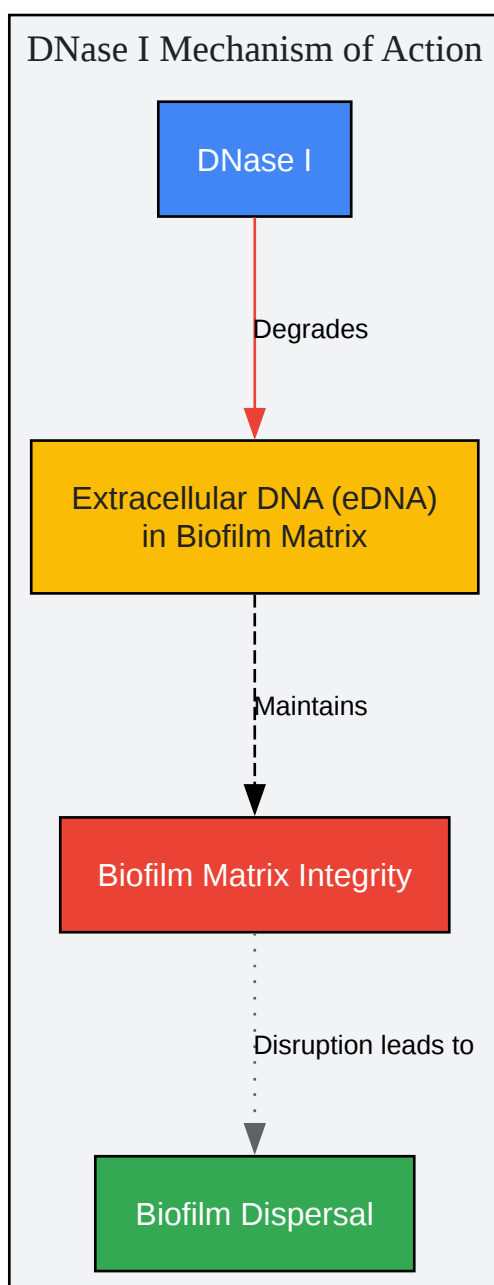 DNase I Mechanism of Action
DNase I
Degrades
Extracellular DNA (eDNA)
in Biofilm Matrix
Maintains
Biofilm Matrix Integrity
Disruption leads to
Biofilm Dispersal